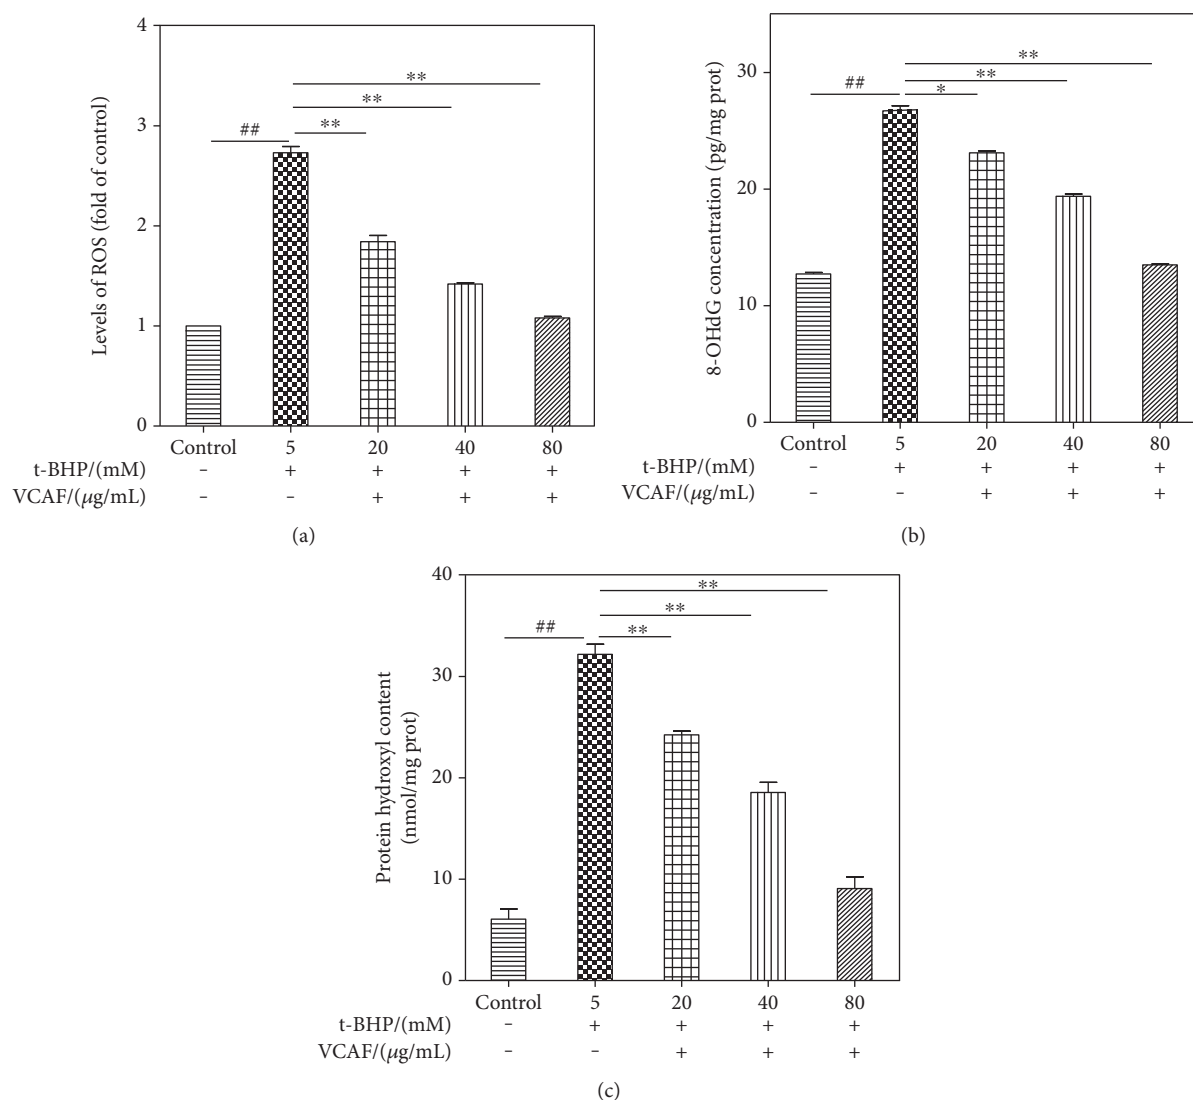 4
3
2
1
0
Levels of ROS (fold of control)
##
**
**
**
Control 5 20 40 80
t-BHP/(mM) – + + + +
VCAF/(μg/mL) – – + + +
(a)
30
20
10
0
8-OHdG concentration (pg/mg prot)
##
*
**
**
Control 5 20 40 80
t-BHP/(mM) – + + + +
VCAF/(μg/mL) – – + + +
(b)
40
30
20
10
0
Protein hydroxyl content
(nmol/mg prot)
##
**
**
**
Control 5 20 40 80
t-BHP/(mM) – + + + +
VCAF/(μg/mL) – – + + +
(c)